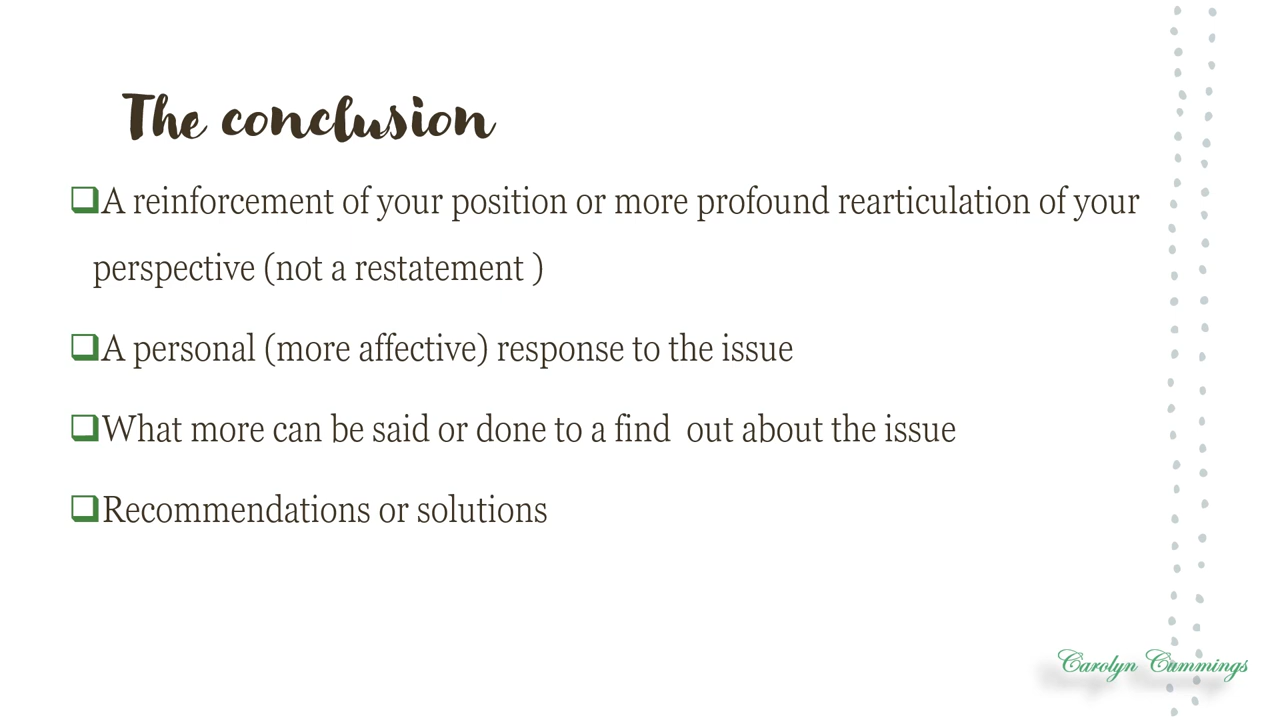 The conclusion
A reinforcement of your position or more profound rearticulation of your
perspective (not a restatement )
A personal (more affective) response to the issue
What more can be said or done to a find  out about the issue
Recommendations or solutions
Carolyn Cummings